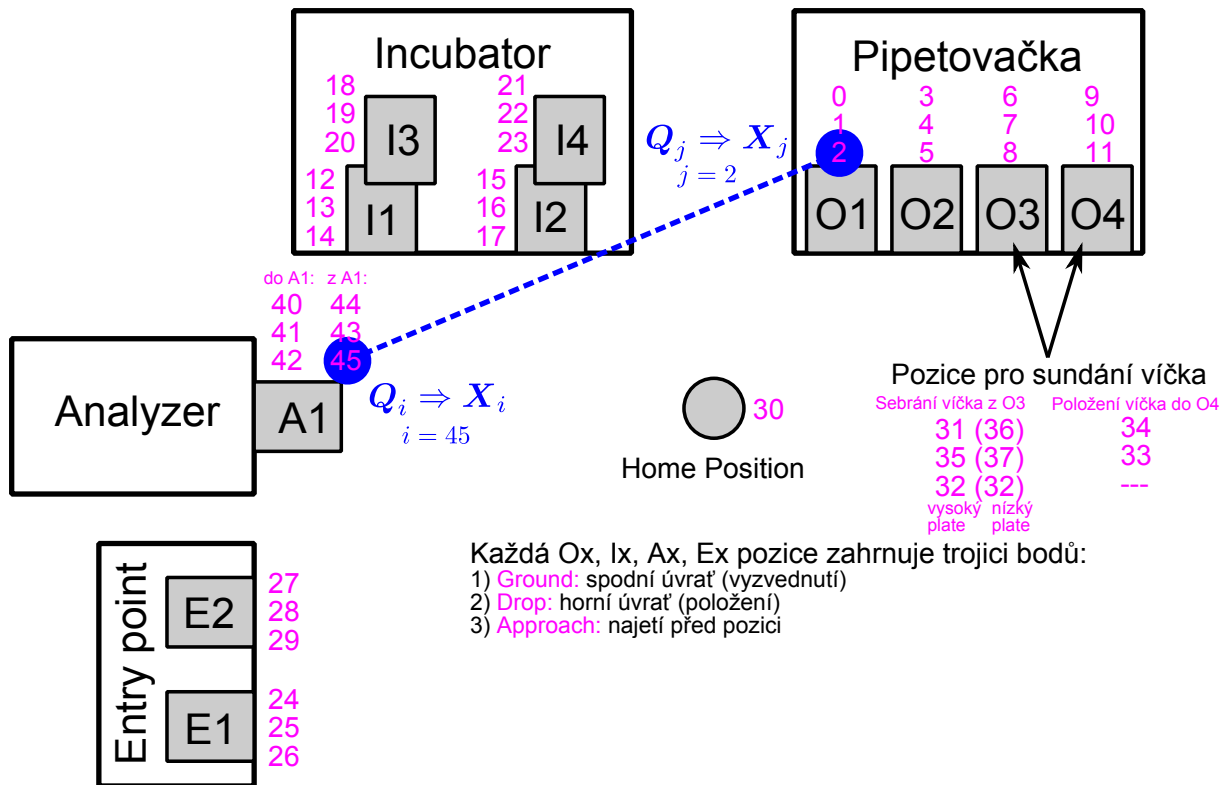 Incubator
18
19
20
I3
12
13
14
I1
21
22
23
I4
15
16
17
I2
Pipetovačka
0
1
2
3
4
5
6
7
8
9
10
11
O1
O2
O3
O4
Q_j ⇒ X_j
j = 2
do A1: z A1:
40 44
41 43
42 45
Analyzer
A1
Q_i ⇒ X_i
i = 45
30
Home Position
Pozice pro sundání víčka
Sebrání víčka z O3
31 (36)
35 (37)
32 (32)
vysoký nízký
plate plate
Položení víčka do O4
34
33
---
Entry point
E2
27
28
29
E1
24
25
26
Každá Ox, Ix, Ax, Ex pozice zahrnuje trojici bodů:
1) Ground: spodní úvrať (vyzvednutí)
2) Drop: horní úvrať (položení)
3) Approach: najetí před pozici